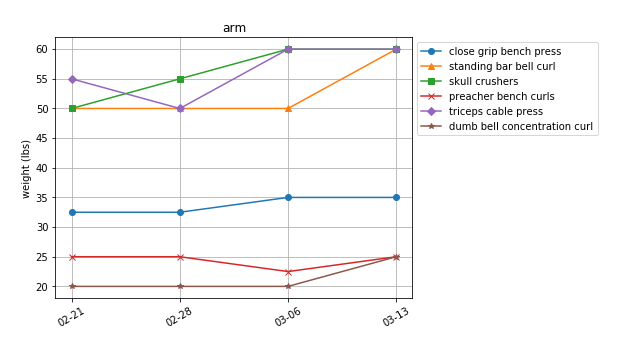 arm
weight (lbs)
60
55
50
45
40
35
30
25
20
02-21
02-28
03-06
03-13
close grip bench press
standing bar bell curl
skull crushers
preacher bench curls
triceps cable press
dumb bell concentration curl